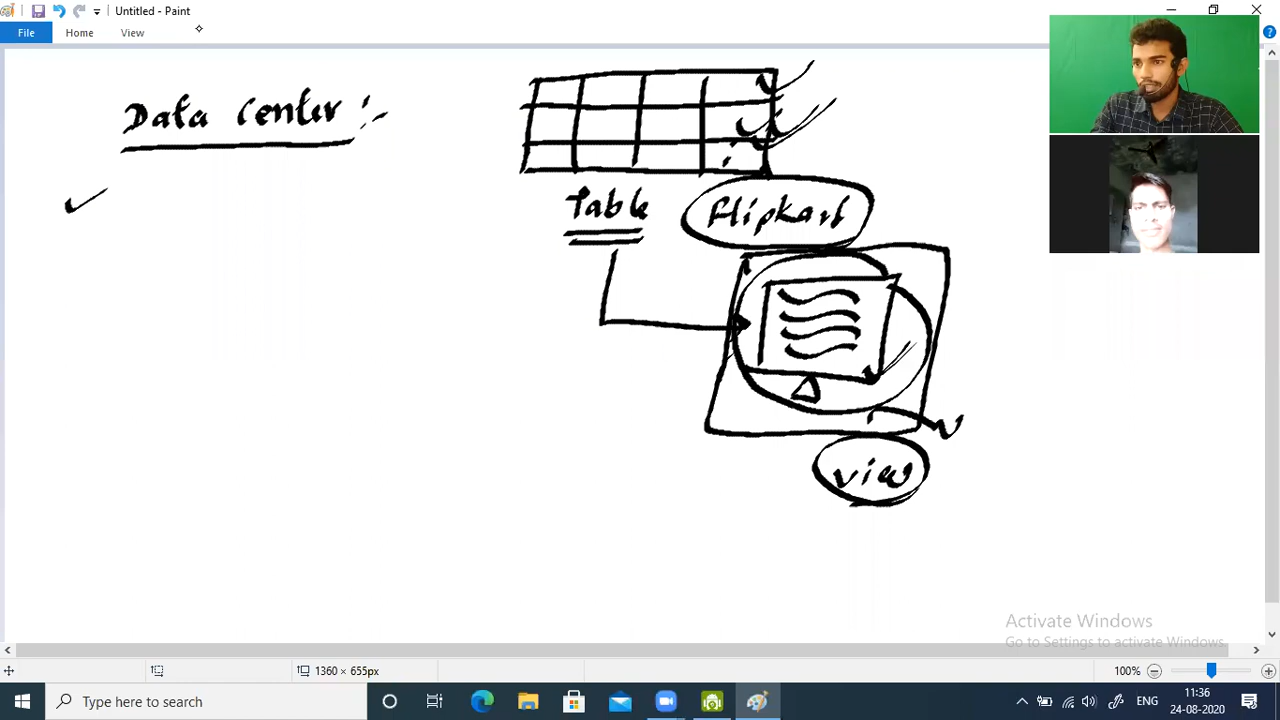 Untitled - Paint
File Home View
Data Center :-
Table Flipkart
view
Activate Windows
Go to Settings to activate Windows.
1360 × 655px
100%
Type here to search
ENG
11:36
24-08-2020